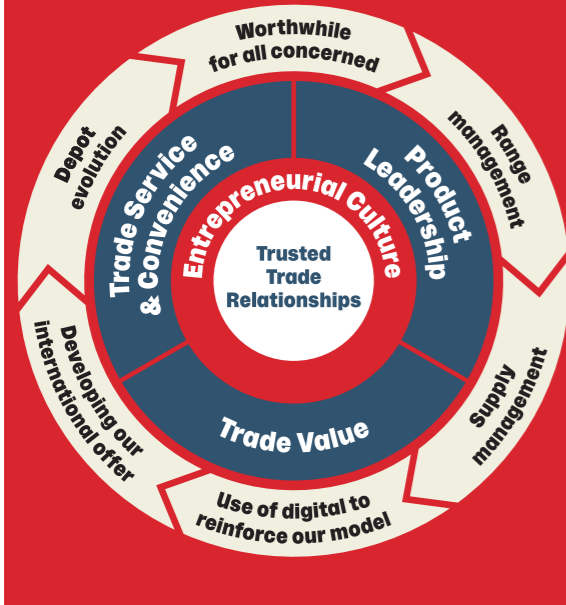 Worthwhile
for all concerned
Range
management
Supply
management
Use of digital to
reinforce our model
Developing our
international offer
Depot
evolution
Product
Leadership
Trade Value
Trade Service
& Convenience
Entrepreneurial Culture
Trusted
Trade
Relationships